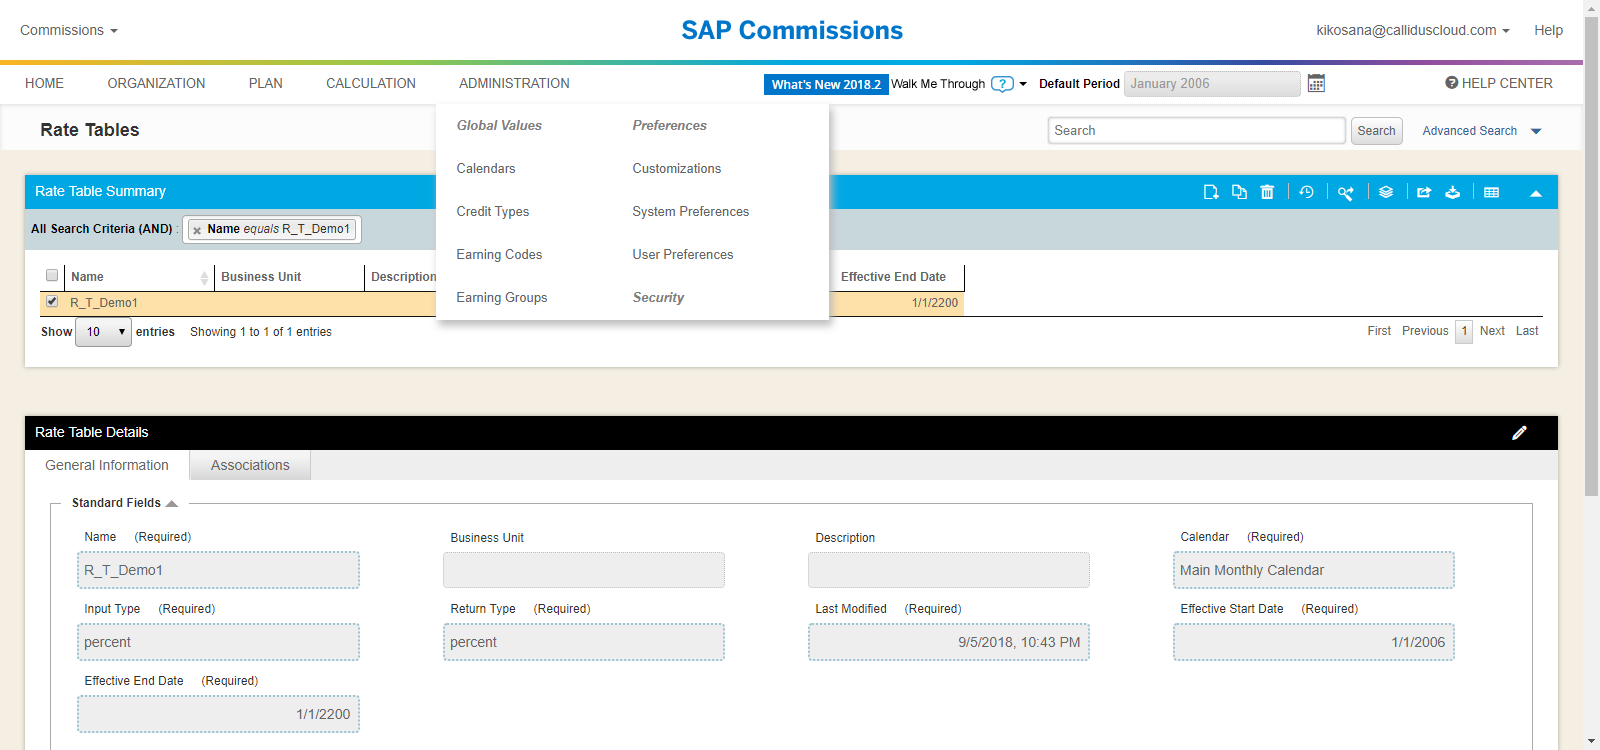 Commissions
SAP Commissions
kikosana@calliduscloud.com
Help
HOME
ORGANIZATION
PLAN
CALCULATION
ADMINISTRATION
What's New 2018.2
Walk Me Through
?
Default Period
January 2006
? HELP CENTER
Rate Tables
Search
Search
Advanced Search
Global Values
Preferences
Calendars
Customizations
Credit Types
System Preferences
Earning Codes
User Preferences
Earning Groups
Security
Rate Table Summary
All Search Criteria (AND) :
× Name equals R_T_Demo1
Name
Business Unit
Description
Effective End Date
R_T_Demo1
1/1/2200
Show 10 entries
Showing 1 to 1 of 1 entries
First Previous 1 Next Last
Rate Table Details
General Information
Associations
Standard Fields
Name (Required)
Business Unit
Description
Calendar (Required)
R_T_Demo1
Main Monthly Calendar
Input Type (Required)
Return Type (Required)
Last Modified (Required)
Effective Start Date (Required)
percent
percent
9/5/2018, 10:43 PM
1/1/2006
Effective End Date (Required)
1/1/2200